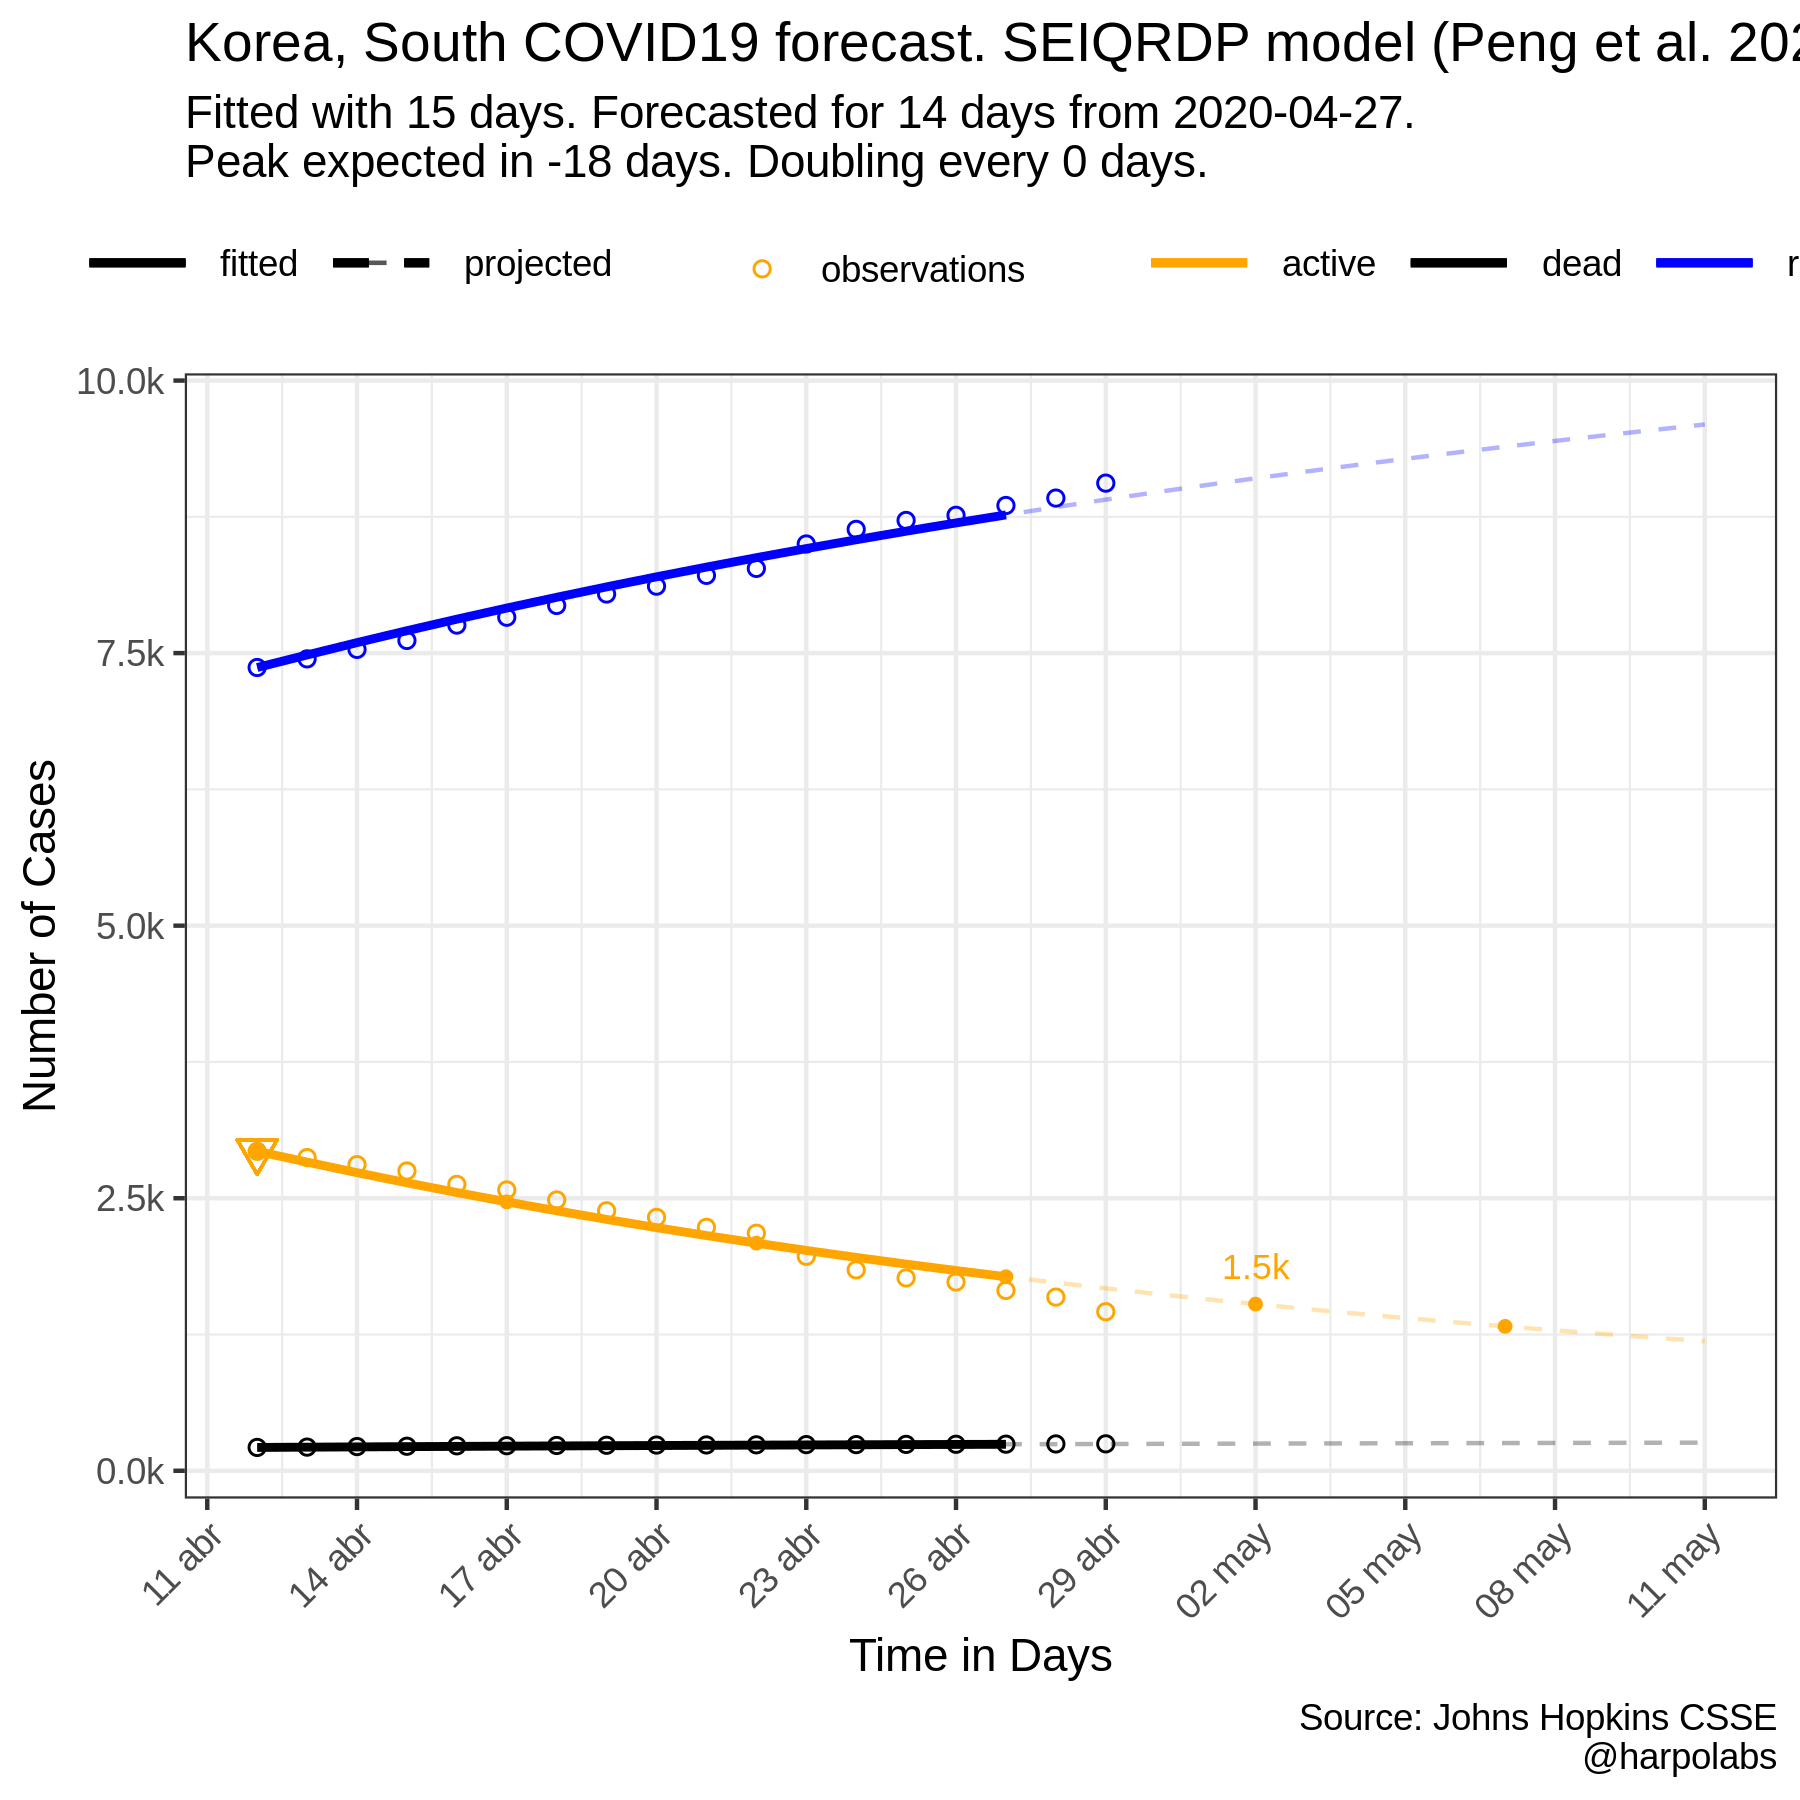 Korea, South COVID19 forecast. SEIQRDP model (Peng et al. 202
Fitted with 15 days. Forecasted for 14 days from 2020-04-27.
Peak expected in -18 days. Doubling every 0 days.
fitted projected observations active dead r
10.0k
7.5k
5.0k
2.5k
0.0k
Number of Cases
1.5k
11 abr 14 abr 17 abr 20 abr 23 abr 26 abr 29 abr 02 may 05 may 08 may 11 may
Time in Days
Source: Johns Hopkins CSSE
@harpolabs